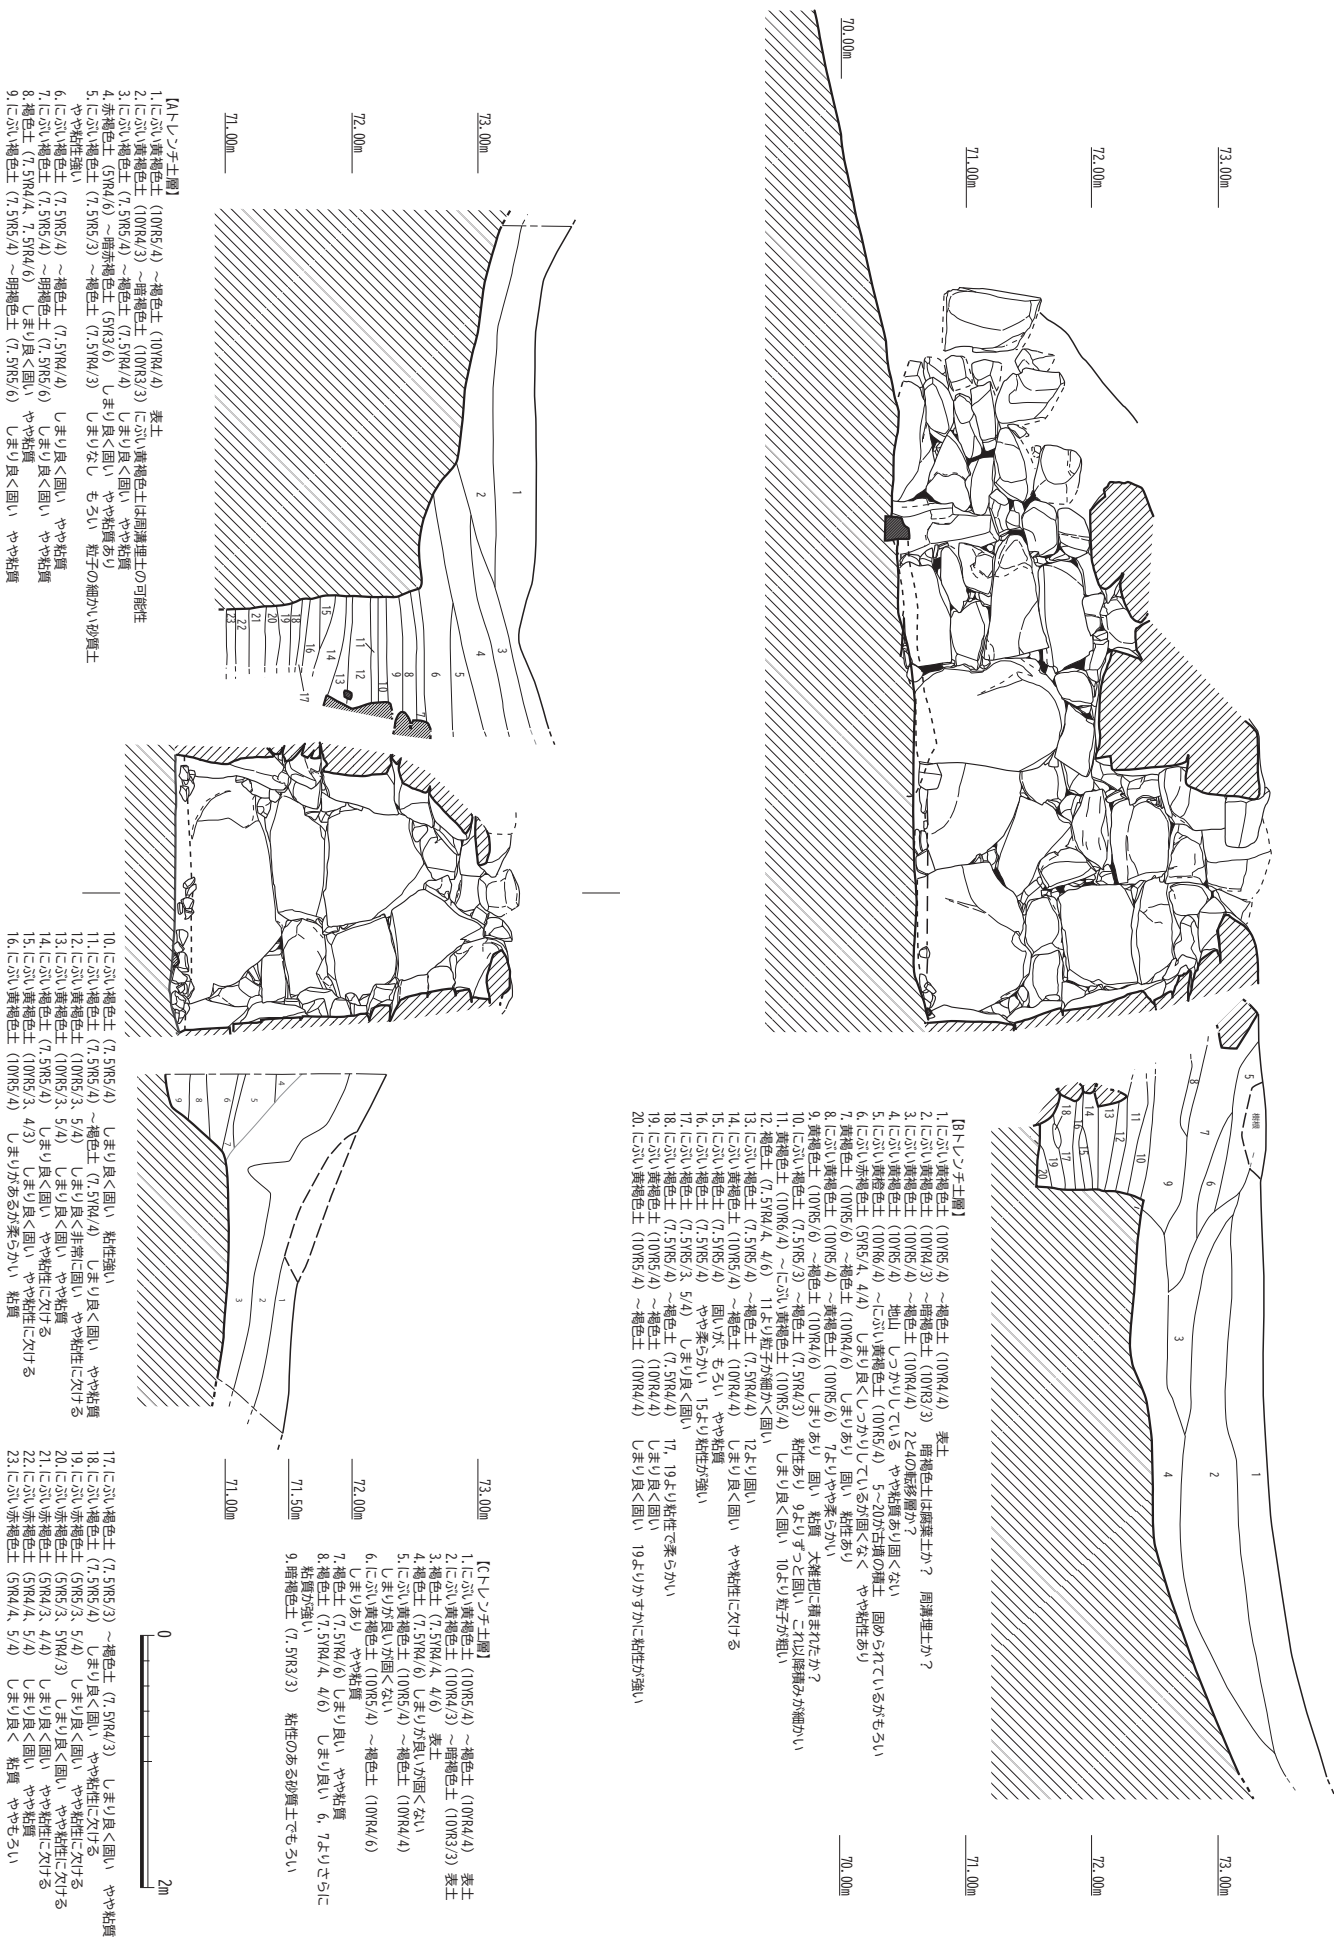 70.00m
71.00m
72.00m
73.00m
71.00m
72.00m
73.00m
【Aトレンチ土層】
1.にぶい黄褐色土（10YR5/4）～褐色土（10YR4/4）　表土
2.にぶい黄褐色土（10YR4/3）～暗褐色土（10YR3/3）にぶい黄褐色土は周溝埋土の可能性
3.にぶい褐色土（7.5YR5/4）～褐色土（7.5YR4/4）　しまり良く固い　やや粘質
4.赤褐色土（5YR4/6）～暗赤褐色土（5YR3/6）　しまり良く固い　やや粘質あり
5.にぶい褐色土（7.5YR5/3）～褐色土（7.5YR4/3）　しまりなし　もろい　粒子の細かい砂質土
やや粘性強い
6.にぶい褐色土（7.5YR5/4）～褐色土（7.5YR4/4）　しまり良く固い　やや粘質
7.にぶい褐色土（7.5YR5/4）～明褐色土（7.5YR5/6）　しまり良く固い　やや粘質
8.褐色土（7.5YR4/4、7.5YR4/6）　しまり良く固い　やや粘質
9.にぶい褐色土（7.5YR5/4）～明褐色土（7.5YR5/6）　しまり良く固い　やや粘質
10.にぶい褐色土（7.5YR5/4）　しまり良く固い　粘性強い
11.にぶい褐色土（7.5YR5/4）～褐色土（7.5YR4/4）　しまり良く固い　やや粘質
12.にぶい黄褐色土（10YR5/3、5/4）　しまり良く非常に固い　やや粘性に欠ける
13.にぶい黄褐色土（10YR5/3、5/4）　しまり良く固い　やや粘質
14.にぶい褐色土（7.5YR5/4）　しまり良く固い　やや粘性に欠ける
15.にぶい黄褐色土（10YR5/3、4/3）　しまり良く固い　やや粘性に欠ける
16.にぶい黄褐色土（10YR5/4）　しまりがあるが柔らかい　粘質
17.にぶい褐色土（7.5YR5/3）～褐色土（7.5YR4/3）　しまり良く固い　やや粘質
18.にぶい褐色土（7.5YR5/4）　しまり良く固い　やや粘性に欠ける
19.にぶい赤褐色土（5YR5/3、5/4）　しまり良く固い　やや粘性に欠ける
20.にぶい赤褐色土（5YR5/3、5YR4/3）　しまり良く固い　やや粘性に欠ける
21.にぶい赤褐色土（5YR4/3、4/4）　しまり良く固い　やや粘性に欠ける
22.にぶい赤褐色土（5YR4/4、5/4）　しまり良く固い　やや粘質
23.にぶい赤褐色土（5YR4/4、5/4）　しまり良く　粘質　ややもろい
【Bトレンチ土層】
1.にぶい黄褐色土（10YR5/4）～褐色土（10YR4/4）　表土
2.にぶい黄褐色土（10YR4/3）～暗褐色土（10YR3/3）　暗褐色土は腐葉土か？　周溝埋土か？
3.にぶい黄褐色土（10YR5/4）～褐色土（10YR4/4）　2と4の転移層か？
4.にぶい黄褐色土（10YR5/4）　地山　しっかりしている　やや粘質あり固くない
5.にぶい黄橙色土（10YR6/4）～にぶい黄褐色土（10YR5/4）　5～20が古墳の積土　固められているがもろい
6.にぶい赤褐色土（5YR5/4、4/4）　しまり良くしっかりしているが固くなく　やや粘性あり
7.黄褐色土（10YR5/6）～褐色土（10YR4/6）　しまりあり　固い　粘性あり
8.にぶい黄褐色土（10YR5/4）～黄褐色土（10YR5/6）　7よりやや柔らかい
9.黄褐色土（10YR5/6）～褐色土（10YR4/6）　しまりあり　固い　粘質　大雑把に積まれたか？
10.にぶい褐色土（7.5YR5/3）～褐色土（7.5YR4/3）　粘性あり　9よりずっと固い　これ以降積みが細かい
11.黄褐色土（10YR6/4）～にぶい黄褐色土（10YR5/4）　しまり良く固い　10より粒子が粗い
12.褐色土（7.5YR4/4、4/6）　11より粒子が細かく固い
13.にぶい褐色土（7.5YR5/4）～褐色土（7.5YR4/4）　12より固い
14.にぶい黄褐色土（10YR5/4）～褐色土（10YR4/4）　しまり良く固い　やや粘性に欠ける
15.にぶい褐色土（7.5YR5/4）　固いが、もろい　やや粘質
16.にぶい褐色土（7.5YR5/4）　やや柔らかい　15より粘性が強い
17.にぶい褐色土（7.5YR5/3、5/4）　しまり良く固い
18.にぶい褐色土（7.5YR5/4）～褐色土（7.5YR4/4）　17，19より粘性で柔らかい
19.にぶい黄褐色土（10YR5/4）～褐色土（10YR4/4）　しまり良く固い
20.にぶい黄褐色土（10YR5/4）～褐色土（10YR4/4）　しまり良く固い　19よりかすかに粘性が強い
樹根
71.00m
71.50m
72.00m
73.00m
【Cトレンチ土層】
1.にぶい黄褐色土（10YR5/4）～褐色土（10YR4/4）　表土
2.にぶい黄褐色土（10YR4/3）～暗褐色土（10YR3/3）表土
3.褐色土（7.5YR4/4、4/6）　表土
4.褐色土（7.5YR4/6）しまりが良いが固くない
5.にぶい黄褐色土（10YR5/4）～褐色土（10YR4/4）
しまりが良いが固くない
6.にぶい黄褐色土（10YR5/4）～褐色土（10YR4/6）
しまりあり　やや粘質
7.褐色土（7.5YR4/6）しまり良い　やや粘質
8.褐色土（7.5YR4/4、4/6）　しまり良い　6，7よりさらに
粘質が強い
9.暗褐色土（7.5YR3/3）　粘性のある砂質土でもろい
70.00m
71.00m
72.00m
73.00m
0
2m